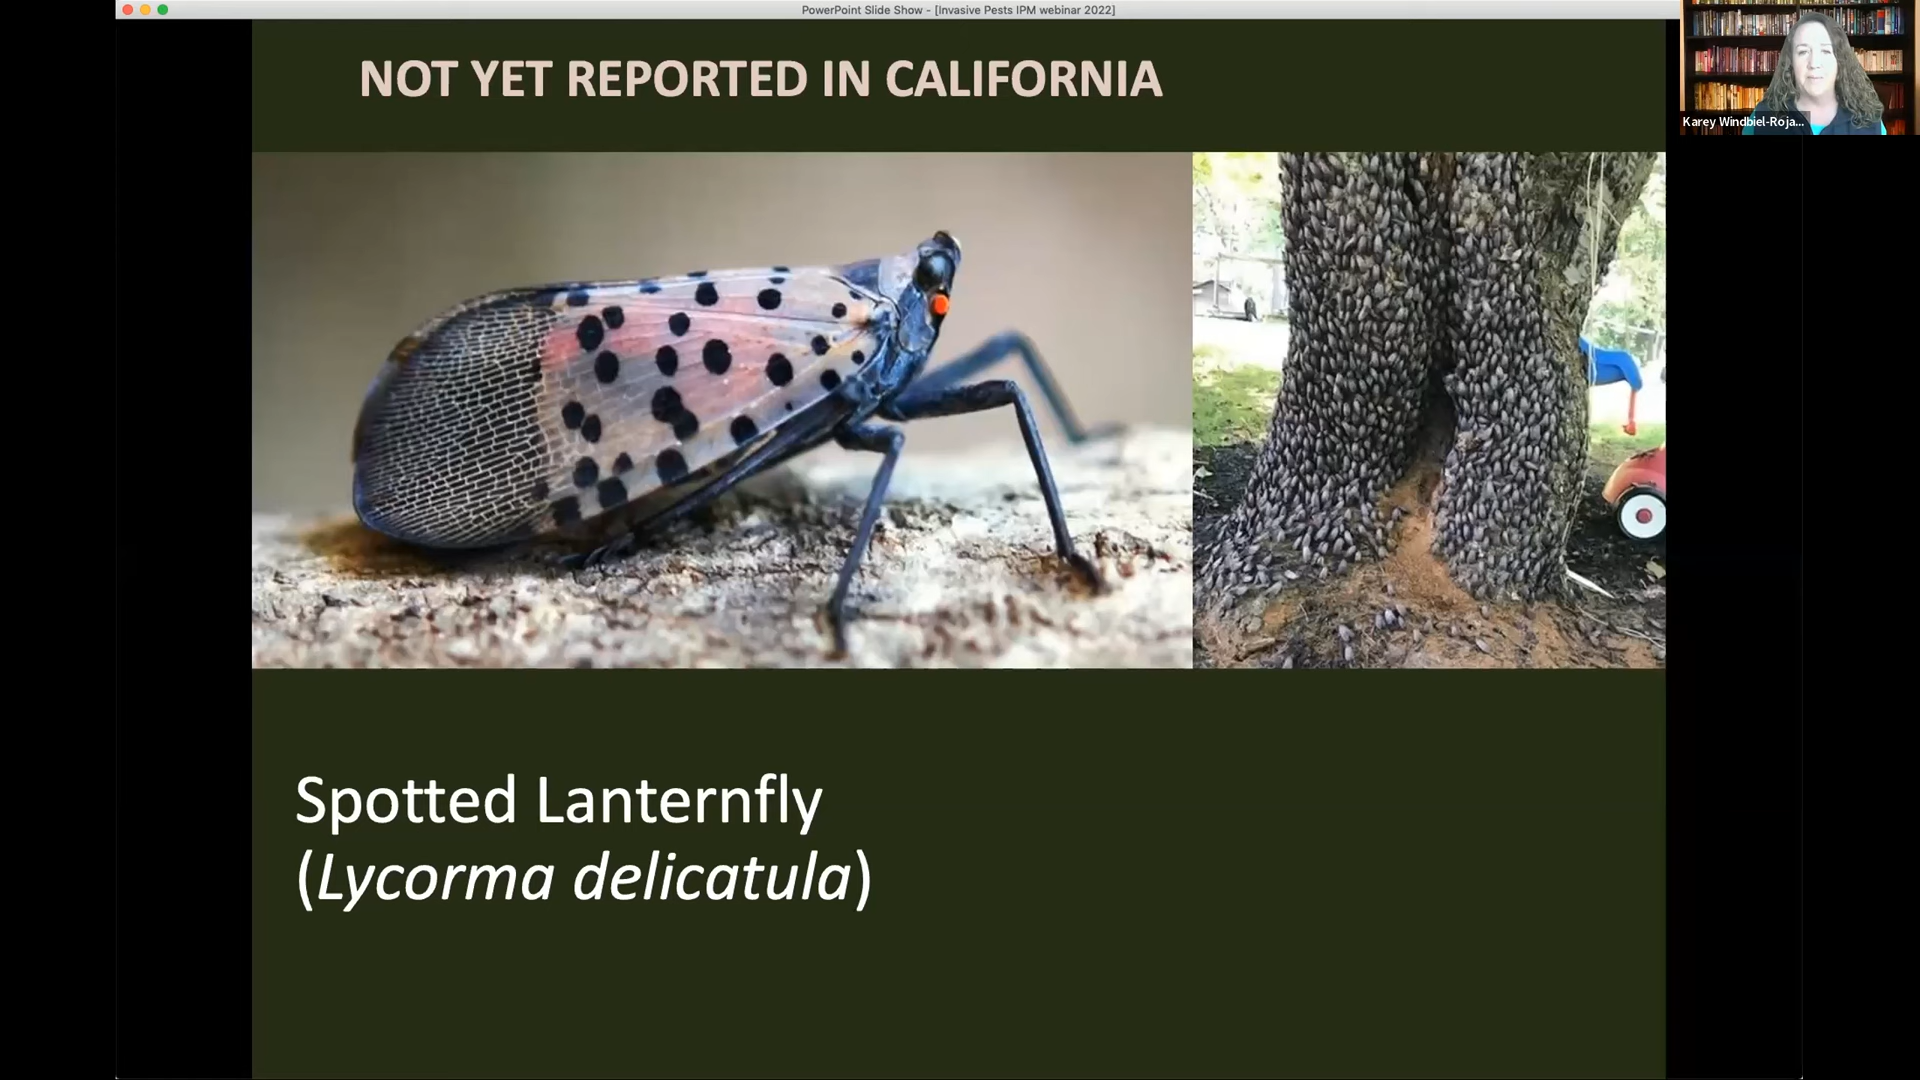 PowerPoint Slide Show - [Invasive Pests IPM webinar 2022]
NOT YET REPORTED IN CALIFORNIA
Karey Windbiel-Roja...
Spotted Lanternfly
(Lycorma delicatula)